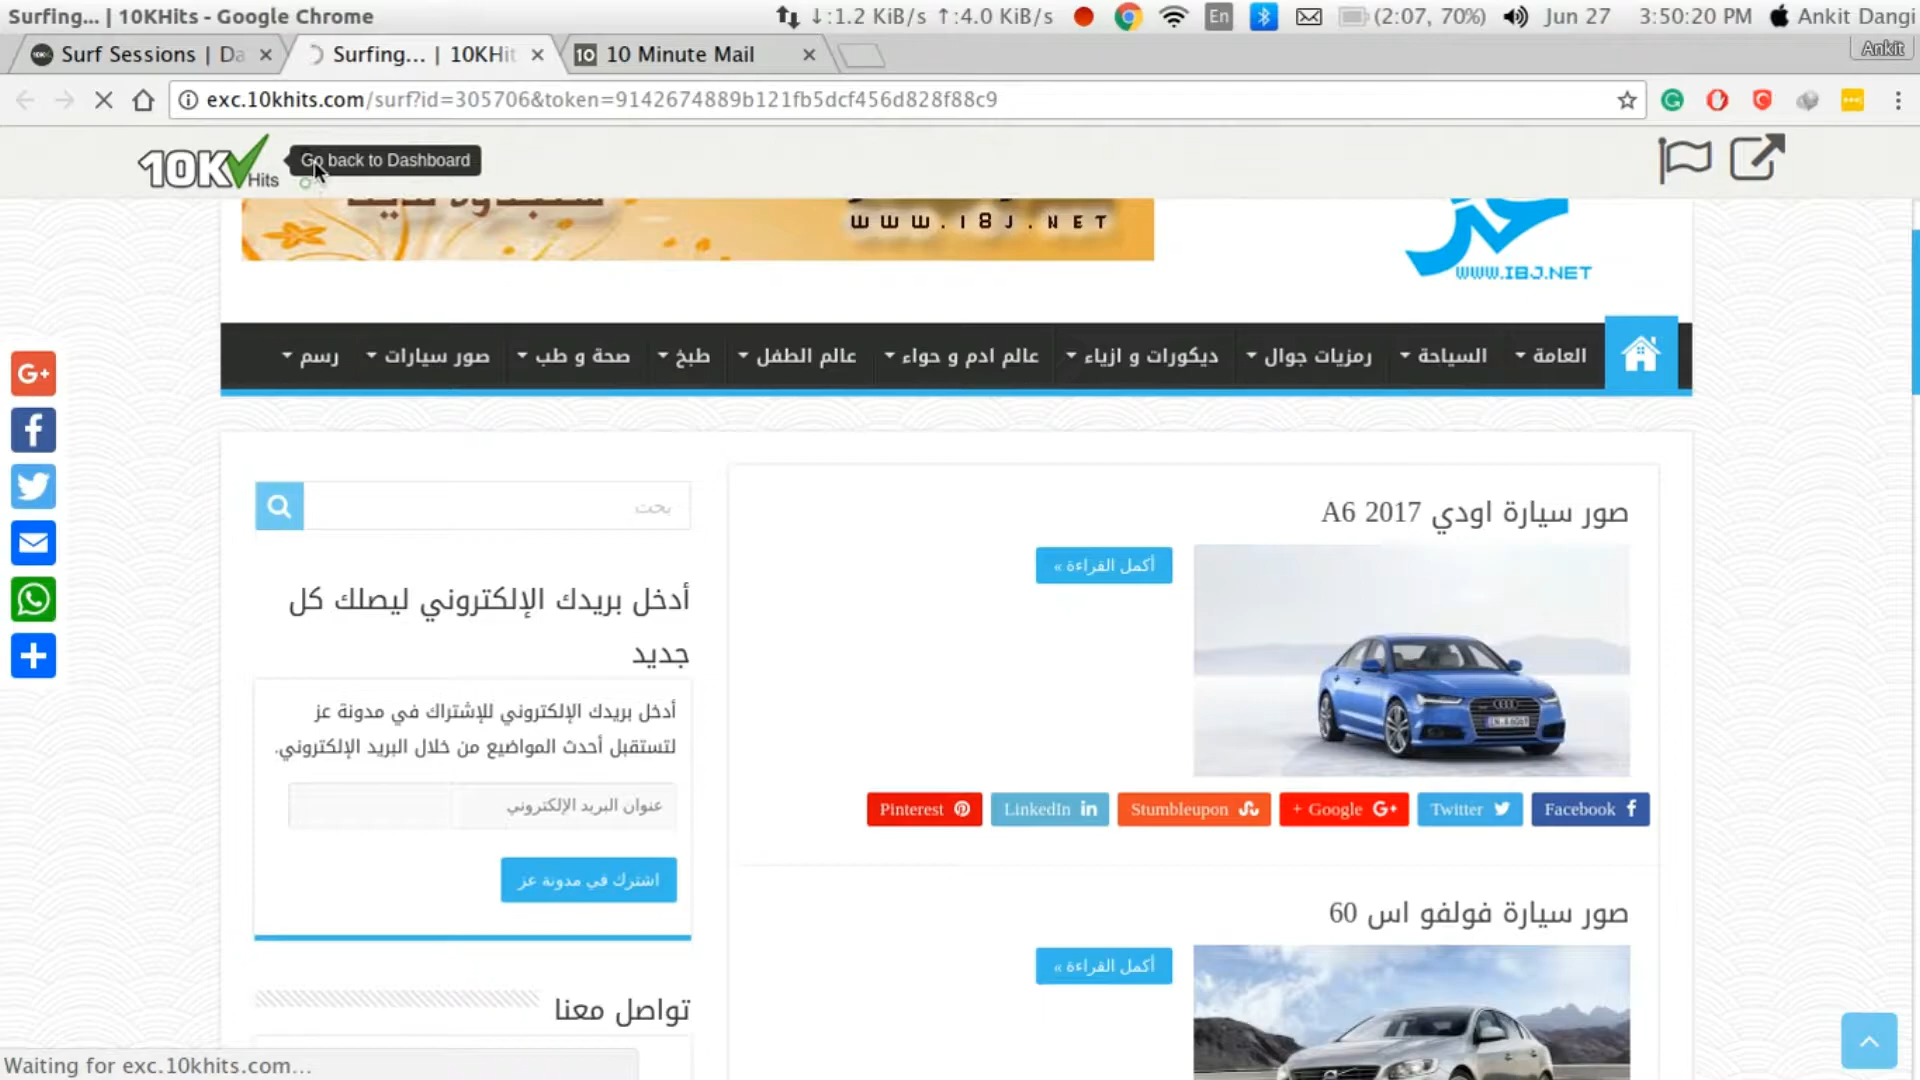 Surfing... | 10KHits - Google Chrome
↓:1.2 KiB/s ↑:4.0 KiB/s
En
(2:07, 70%)
Jun 27
3:50:20 PM
Ankit Dangi
Surf Sessions | Da
Surfing... | 10KHit
10 10 Minute Mail
Ankit
exc.10khits.com/surf?id=305706&token=9142674889b121fb5dcf456d828f88c9
10K Hits
Go back to Dashboard
WWW.I8J.NET
WWW.I8J.NET
العامة
السياحة
رمزيات جوال
ديكورات و ازياء
عالم ادم و حواء
عالم الطفل
طبخ
صحة و طب
صور سيارات
رسم
بحث
أدخل بريدك الإلكتروني ليصلك كل
جديد
أدخل بريدك الإلكتروني للإشتراك في مدونة عز
لتستقبل أحدث المواضيع من خلال البريد الإلكتروني.
عنوان البريد الإلكتروني
اشترك في مدونة عز
تواصل معنا
صور سيارة اودي A6 2017
أكمل القراءة »
Pinterest
LinkedIn
Stumbleupon
+ Google
Twitter
Facebook
صور سيارة فولفو اس 60
أكمل القراءة »
Waiting for exc.10khits.com...